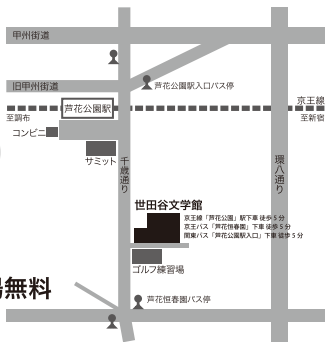 甲州街道
旧甲州街道
芦花公園駅入口バス停
芦花公園駅
京王線
至調布
至新宿
コンビニ
サミット
千歳通り
環八通り
世田谷文学館
京王線「芦花公園」駅下車 徒歩5分
京王バス「芦花恒春園」下車 徒歩5分
関東バス「芦花公園駅入口」下車 徒歩5分
ゴルフ練習場
場無料
芦花恒春園バス停